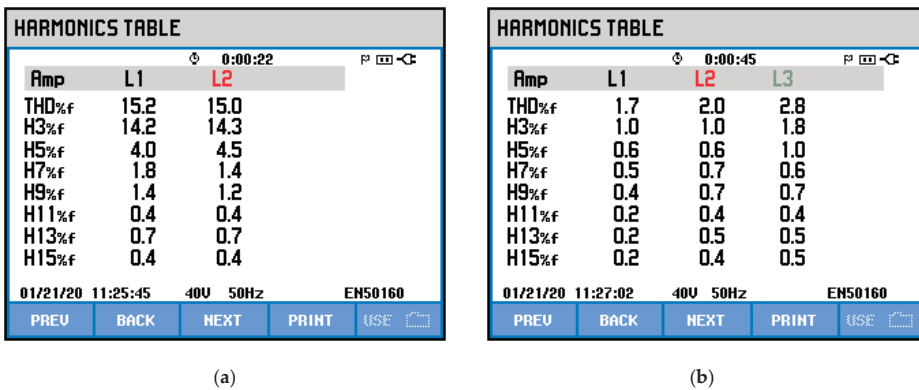 HARMONICS TABLE
0:00:22
Amp L1 L2
THD%f 15.2 15.0
H3%f 14.2 14.3
H5%f 4.0 4.5
H7%f 1.8 1.4
H9%f 1.4 1.2
H11%f 0.4 0.4
H13%f 0.7 0.7
H15%f 0.4 0.4
01/21/20 11:25:45 40V 50Hz EN50160
PREV BACK NEXT PRINT USE
(a)
HARMONICS TABLE
0:00:45
Amp L1 L2 L3
THD%f 1.7 2.0 2.8
H3%f 1.0 1.0 1.8
H5%f 0.6 0.6 1.0
H7%f 0.5 0.7 0.6
H9%f 0.4 0.7 0.7
H11%f 0.2 0.4 0.4
H13%f 0.2 0.5 0.5
H15%f 0.2 0.4 0.5
01/21/20 11:27:02 40V 50Hz EN50160
PREV BACK NEXT PRINT USE
(b)